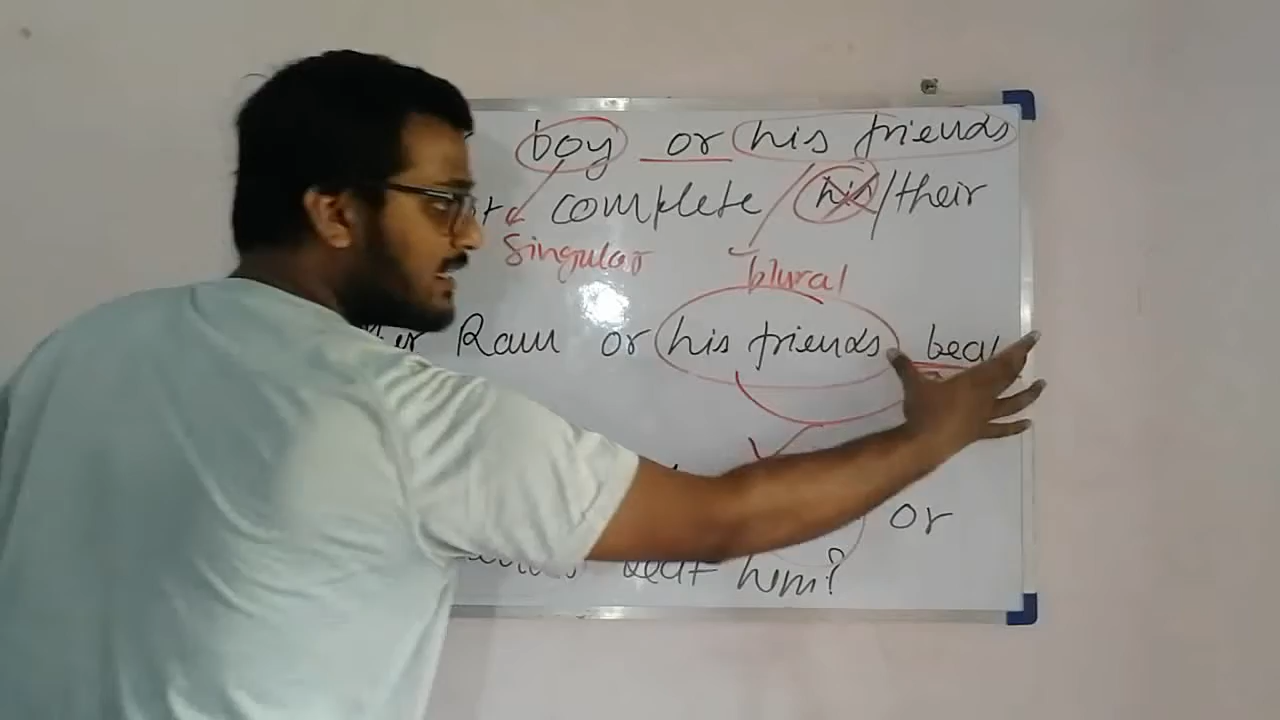 boy or his friends
complete his/their
Singular
plural
Ram or his friends beat
or
beat him?